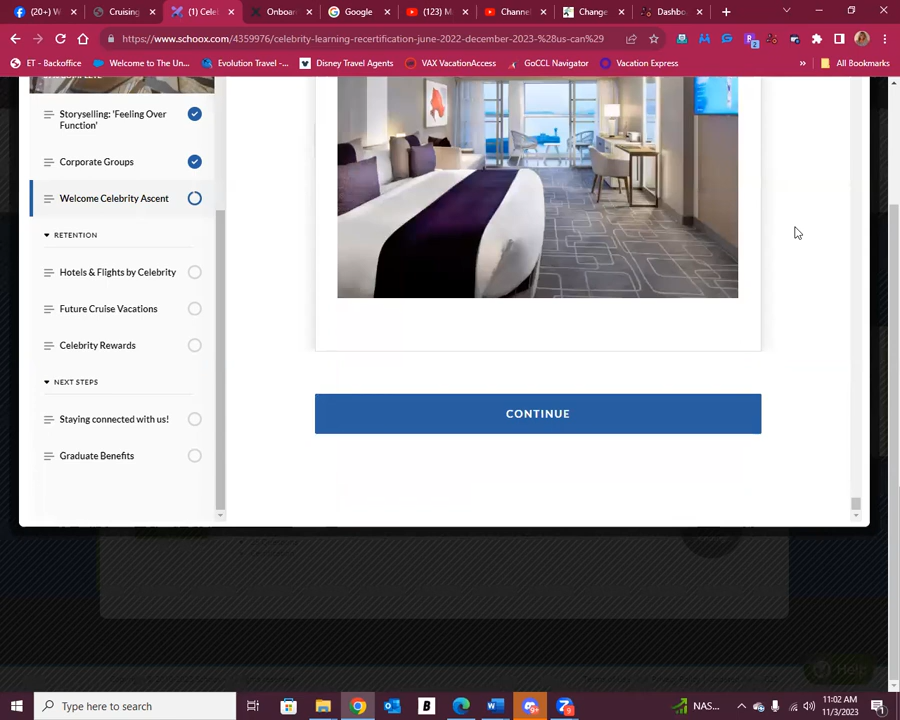 (20+) W
Cruising
(1) Cele
Onboar
Google
(123) M
Channel
Change
Dashbo
https://www.schoox.com/4359976/celebrity-learning-recertification-june-2022-december-2023-%28us-can%29
ET - Backoffice
Welcome to The Un...
Evolution Travel -...
Disney Travel Agents
VAX VacationAccess
GoCCL Navigator
Vacation Express
»
All Bookmarks
Storyselling: 'Feeling Over
Function'
Corporate Groups
Welcome Celebrity Ascent
RETENTION
Hotels & Flights by Celebrity
Future Cruise Vacations
Celebrity Rewards
NEXT STEPS
Staying connected with us!
Graduate Benefits
CONTINUE
Help
Type here to search
NAS...
11:02 AM
11/3/2023